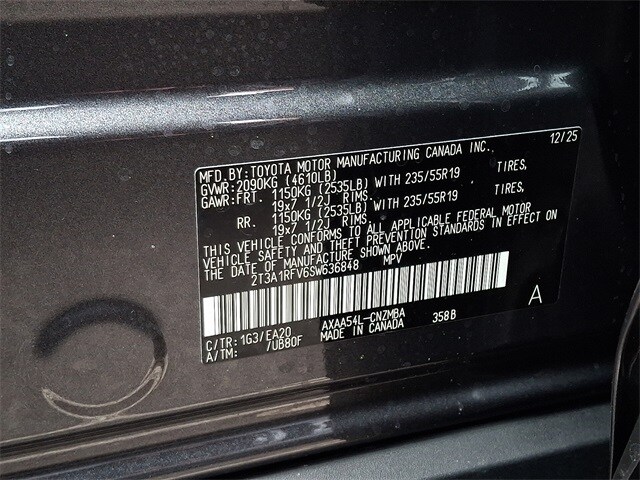 MFD. BY: TOYOTA MOTOR MANUFACTURING CANADA INC. 12/25
GVWR: 2090KG (4610LB)
GAWR: FRT. 1150KG (2535LB) WITH 235/55R19 TIRES,
19x7 1/2J RIMS.
RR. 1150KG (2535LB) WITH 235/55R19 TIRES,
19x7 1/2J RIMS.
THIS VEHICLE CONFORMS TO ALL APPLICABLE FEDERAL MOTOR
VEHICLE SAFETY AND THEFT PREVENTION STANDARDS IN EFFECT ON
THE DATE OF MANUFACTURE SHOWN ABOVE.
2T3A1RFV6SW636848 MPV
A
C/TR: 1G3/EA20 AXAA54L-CNZMBA 358B
A/TM: /UB80F MADE IN CANADA